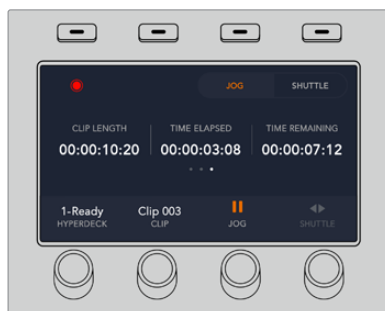 JOG SHUTTLE
CLIP LENGTH TIME ELAPSED TIME REMAINING
00:00:10:20 00:00:03:08 00:00:07:12
1-Ready Clip 003
HYPERDECK CLIP JOG SHUTTLE